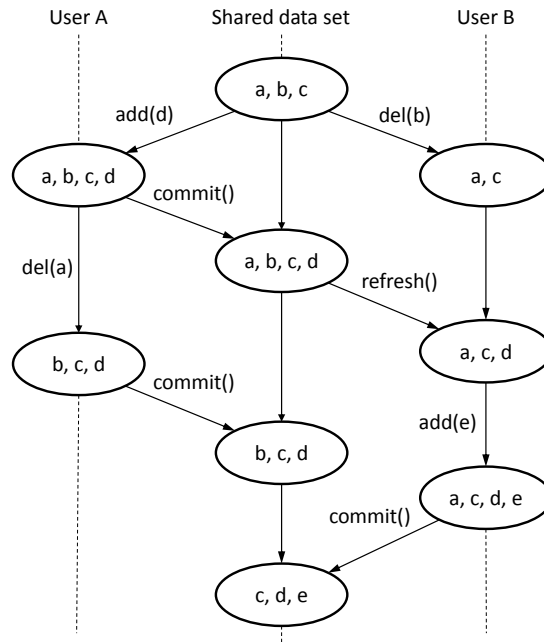 User A
Shared data set
User B
a, b, c
add(d)
del(b)
a, b, c, d
a, c
commit()
a, b, c, d
del(a)
refresh()
b, c, d
a, c, d
commit()
add(e)
b, c, d
a, c, d, e
commit()
c, d, e